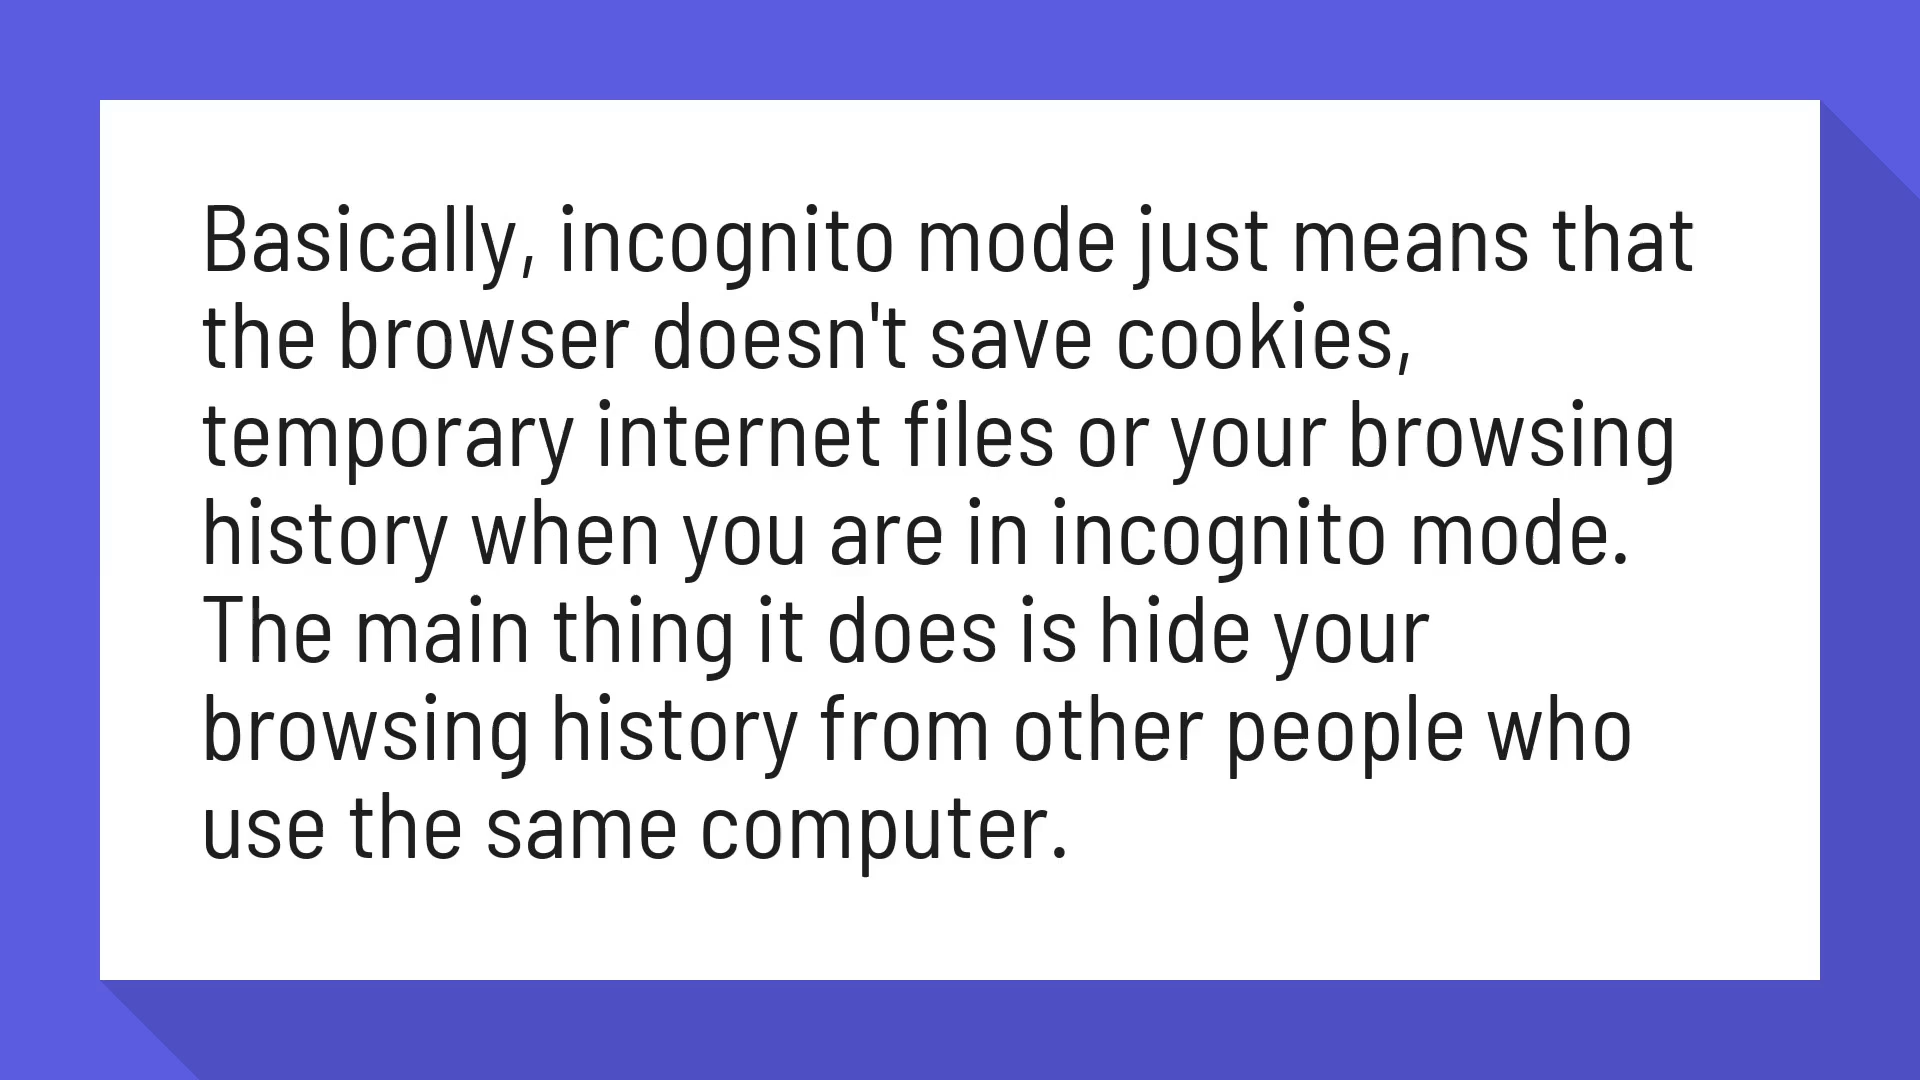 Basically, incognito mode just means that
the browser doesn't save cookies,
temporary internet files or your browsing
history when you are in incognito mode.
The main thing it does is hide your
browsing history from other people who
use the same computer.